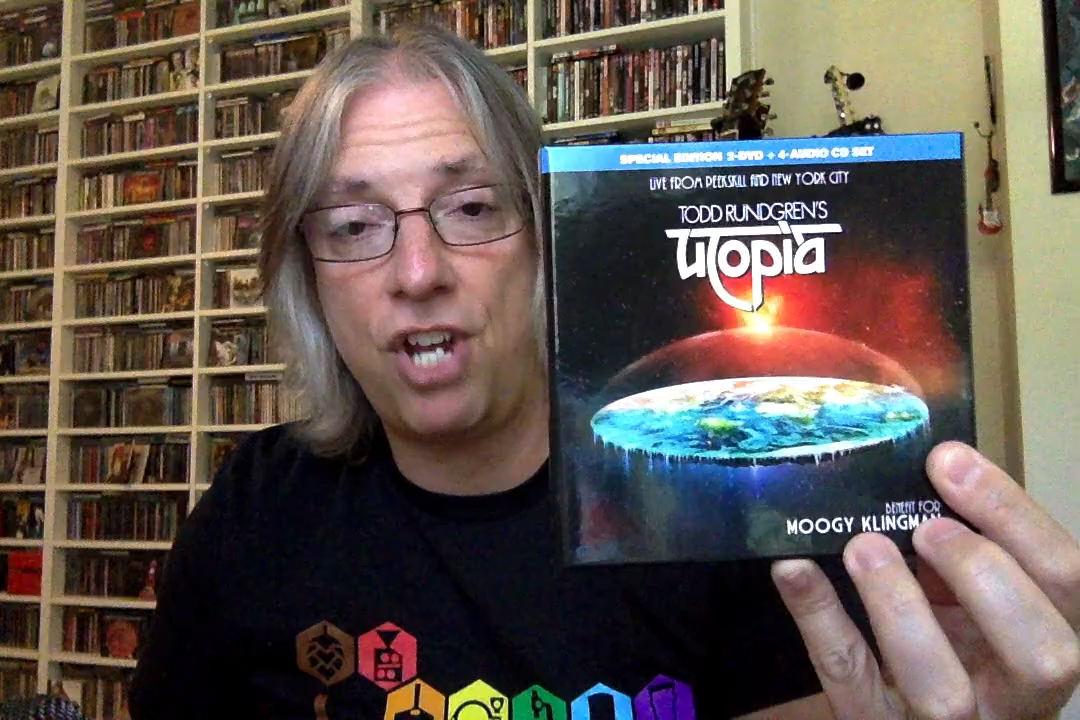 SPECIAL EDITION 2-DVD + 4-AUDIO CD SET
LIVE FROM PEEKSKILL AND NEW YORK CITY
TODD RUNDGREN'S
UTOPIA
BENEFIT FOR
MOOGY KLINGMAN